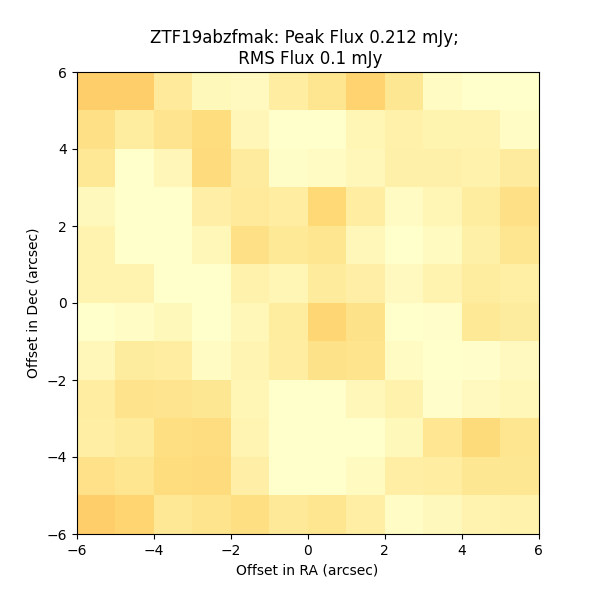 ZTF19abzfmak: Peak Flux 0.212 mJy;
RMS Flux 0.1 mJy
6
4
2
0
−2
−4
−6
Offset in Dec (arcsec)
−6 −4 −2 0 2 4 6
Offset in RA (arcsec)